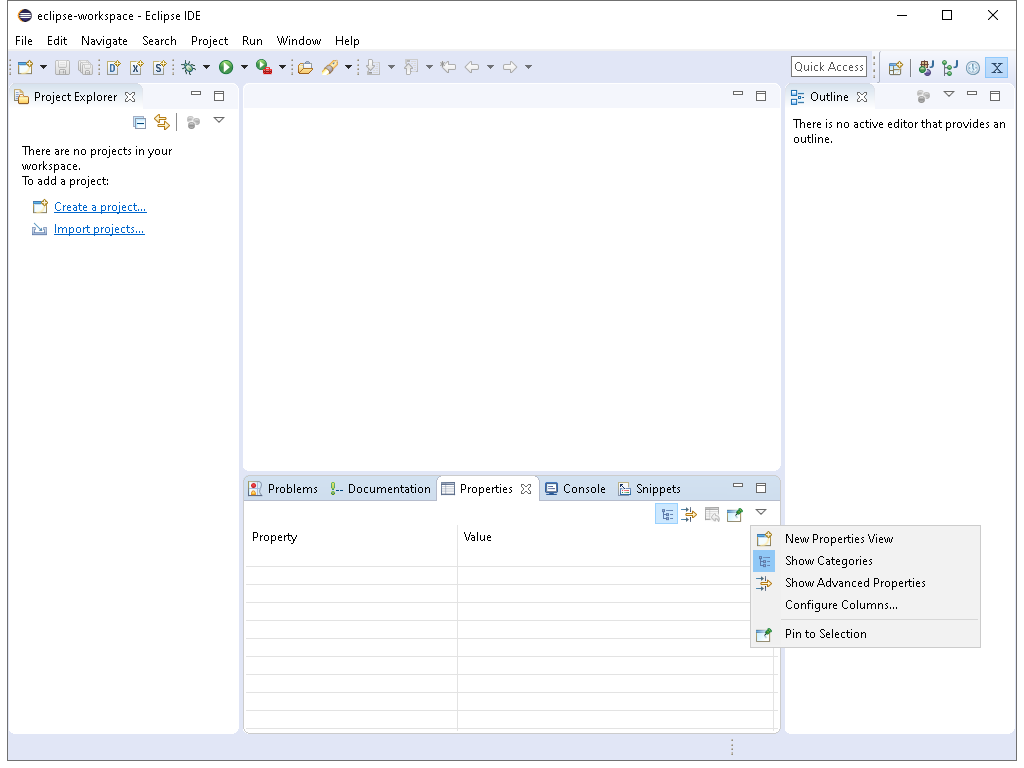 eclipse-workspace - Eclipse IDE
File Edit Navigate Search Project Run Window Help
Quick Access
Project Explorer
There are no projects in your
workspace.
To add a project:
Create a project...
Import projects...
Outline
There is no active editor that provides an
outline.
Problems Documentation Properties Console Snippets
Property Value
New Properties View
Show Categories
Show Advanced Properties
Configure Columns...
Pin to Selection